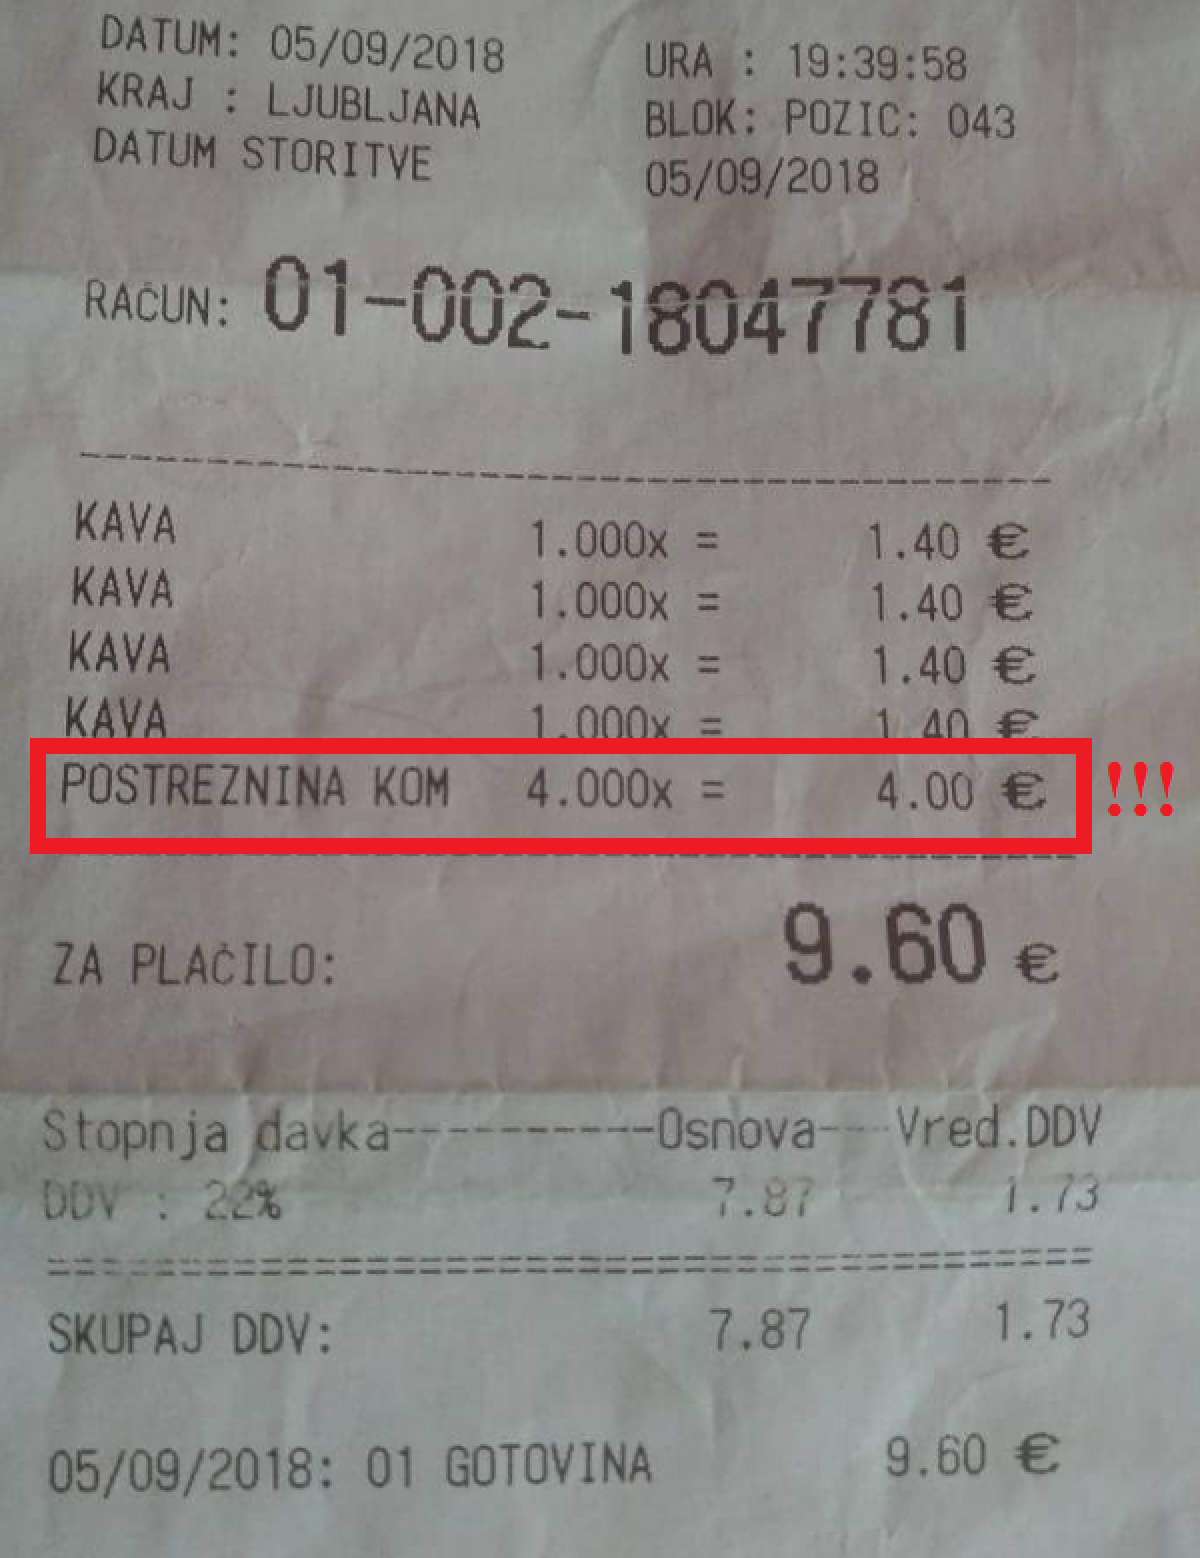 DATUM: 05/09/2018 URA : 19:39:58
KRAJ : LJUBLJANA BLOK: POZIC: 043
DATUM STORITVE 05/09/2018
RAČUN: 01-002-18047781
KAVA 1.000x = 1.40 €
KAVA 1.000x = 1.40 €
KAVA 1.000x = 1.40 €
KAVA 1.000x = 1.40 €
POSTREZNINA KOM 4.000x = 4.00 € !!!
ZA PLAČILO: 9.60 €
Stopnja davka----------Osnova---Vred.DDV
DDV : 22% 7.87 1.73
SKUPAJ DDV: 7.87 1.73
05/09/2018: 01 GOTOVINA 9.60 €